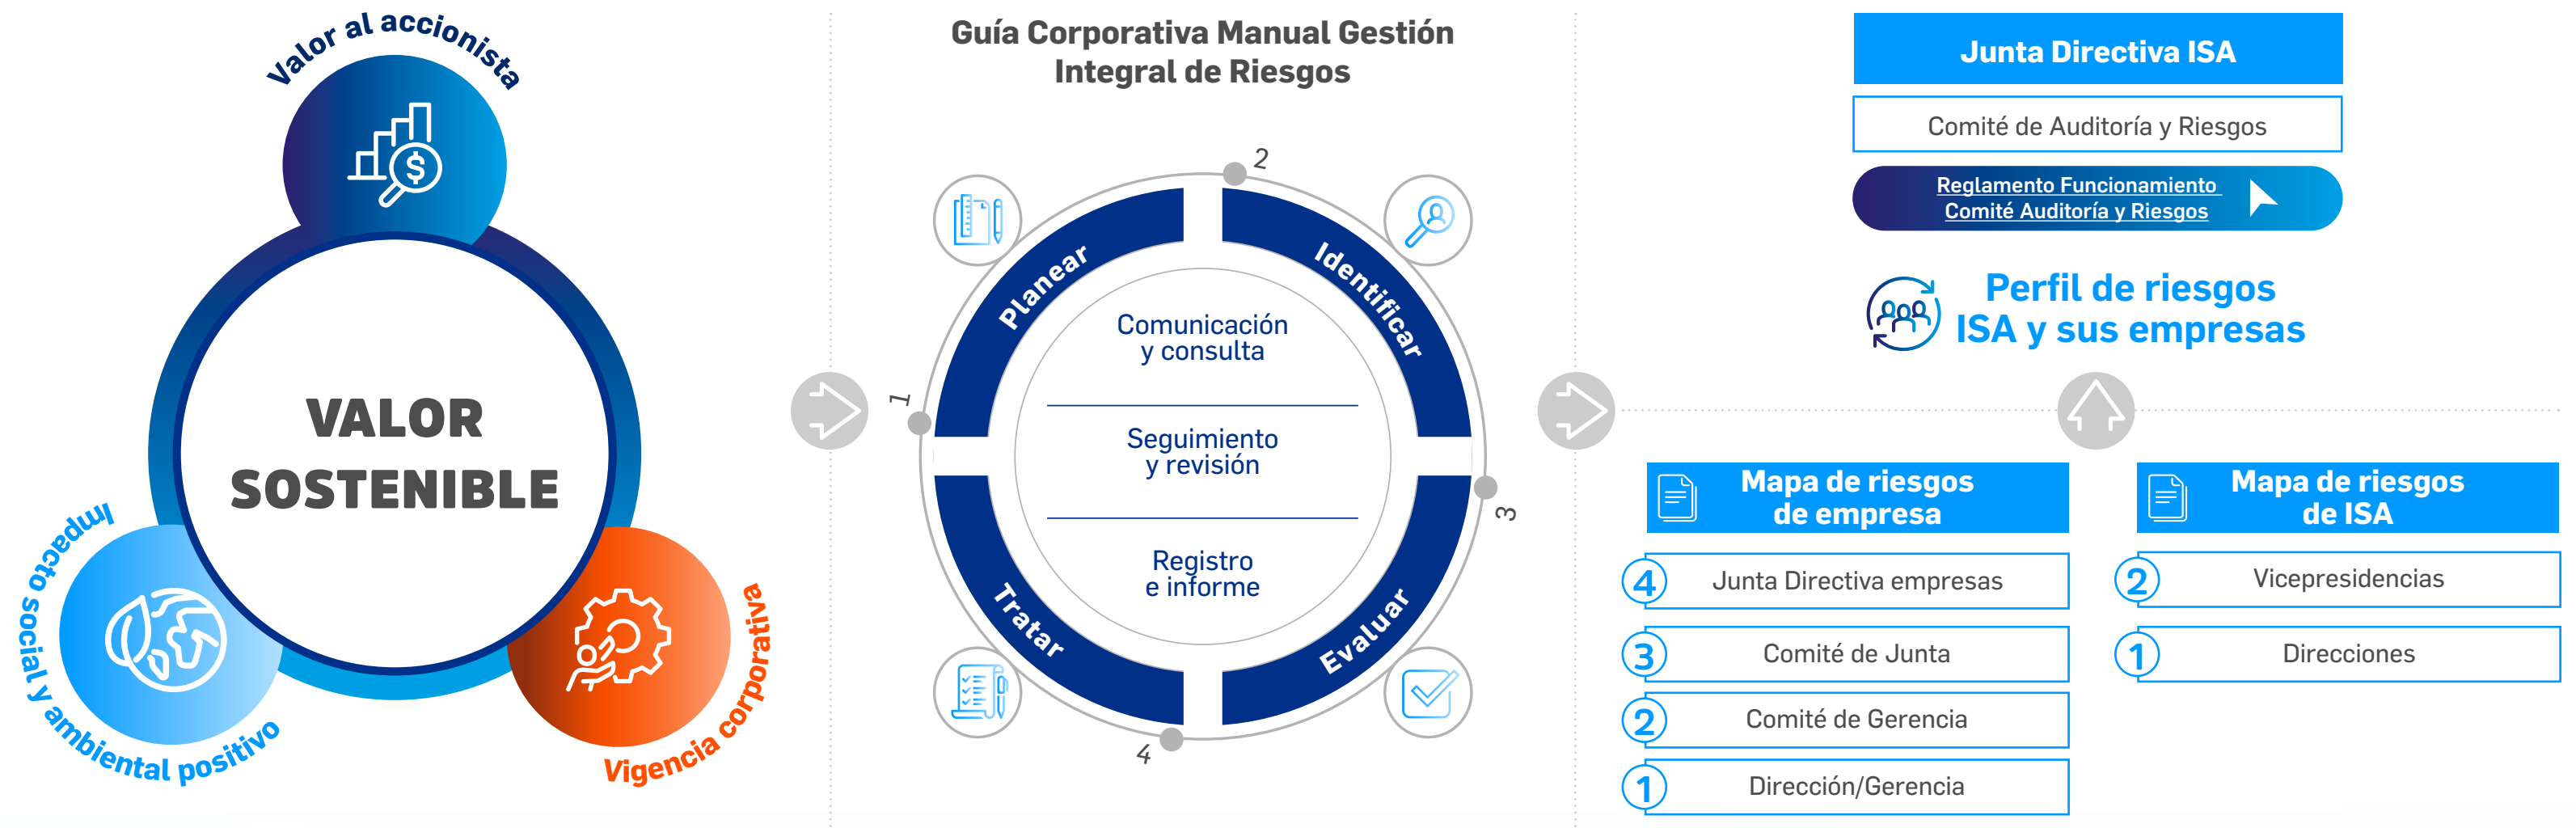 Valor al accionista
VALOR
SOSTENIBLE
Impacto social y ambiental positivo
Vigencia corporativa
Guía Corporativa Manual Gestión
Integral de Riesgos
1
Planear
2
Identificar
3
Evaluar
4
Tratar
Comunicación
y consulta
Seguimiento
y revisión
Registro
e informe
Junta Directiva ISA
Comité de Auditoría y Riesgos
Reglamento Funcionamiento
Comité Auditoría y Riesgos
Perfil de riesgos
ISA y sus empresas
Mapa de riesgos
de empresa
4 Junta Directiva empresas
3 Comité de Junta
2 Comité de Gerencia
1 Dirección/Gerencia
Mapa de riesgos
de ISA
2 Vicepresidencias
1 Direcciones